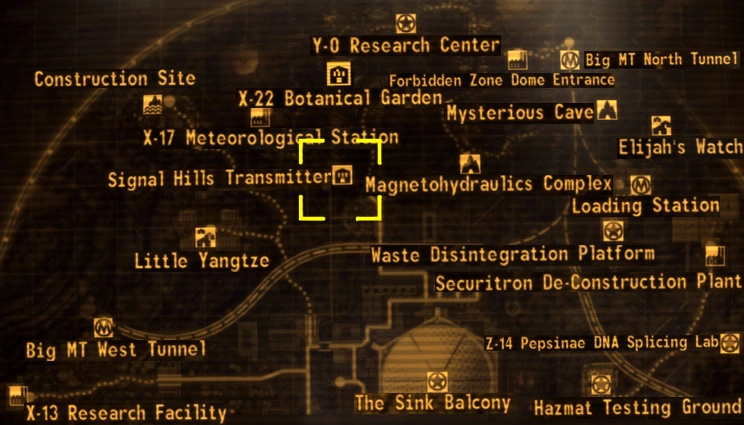 Y-0 Research Center
Big MT North Tunnel
Construction Site
Forbidden Zone Dome Entrance
X-22 Botanical Garden
Mysterious Cave
X-17 Meteorological Station
Elijah's Watch
Signal Hills Transmitter
Magnetohydraulics Complex
Loading Station
Little Yangtze
Waste Disintegration Platform
Securitron De-Construction Plant
Big MT West Tunnel
Z-14 Pepsinae DNA Splicing Lab
The Sink Balcony
Hazmat Testing Ground
X-13 Research Facility